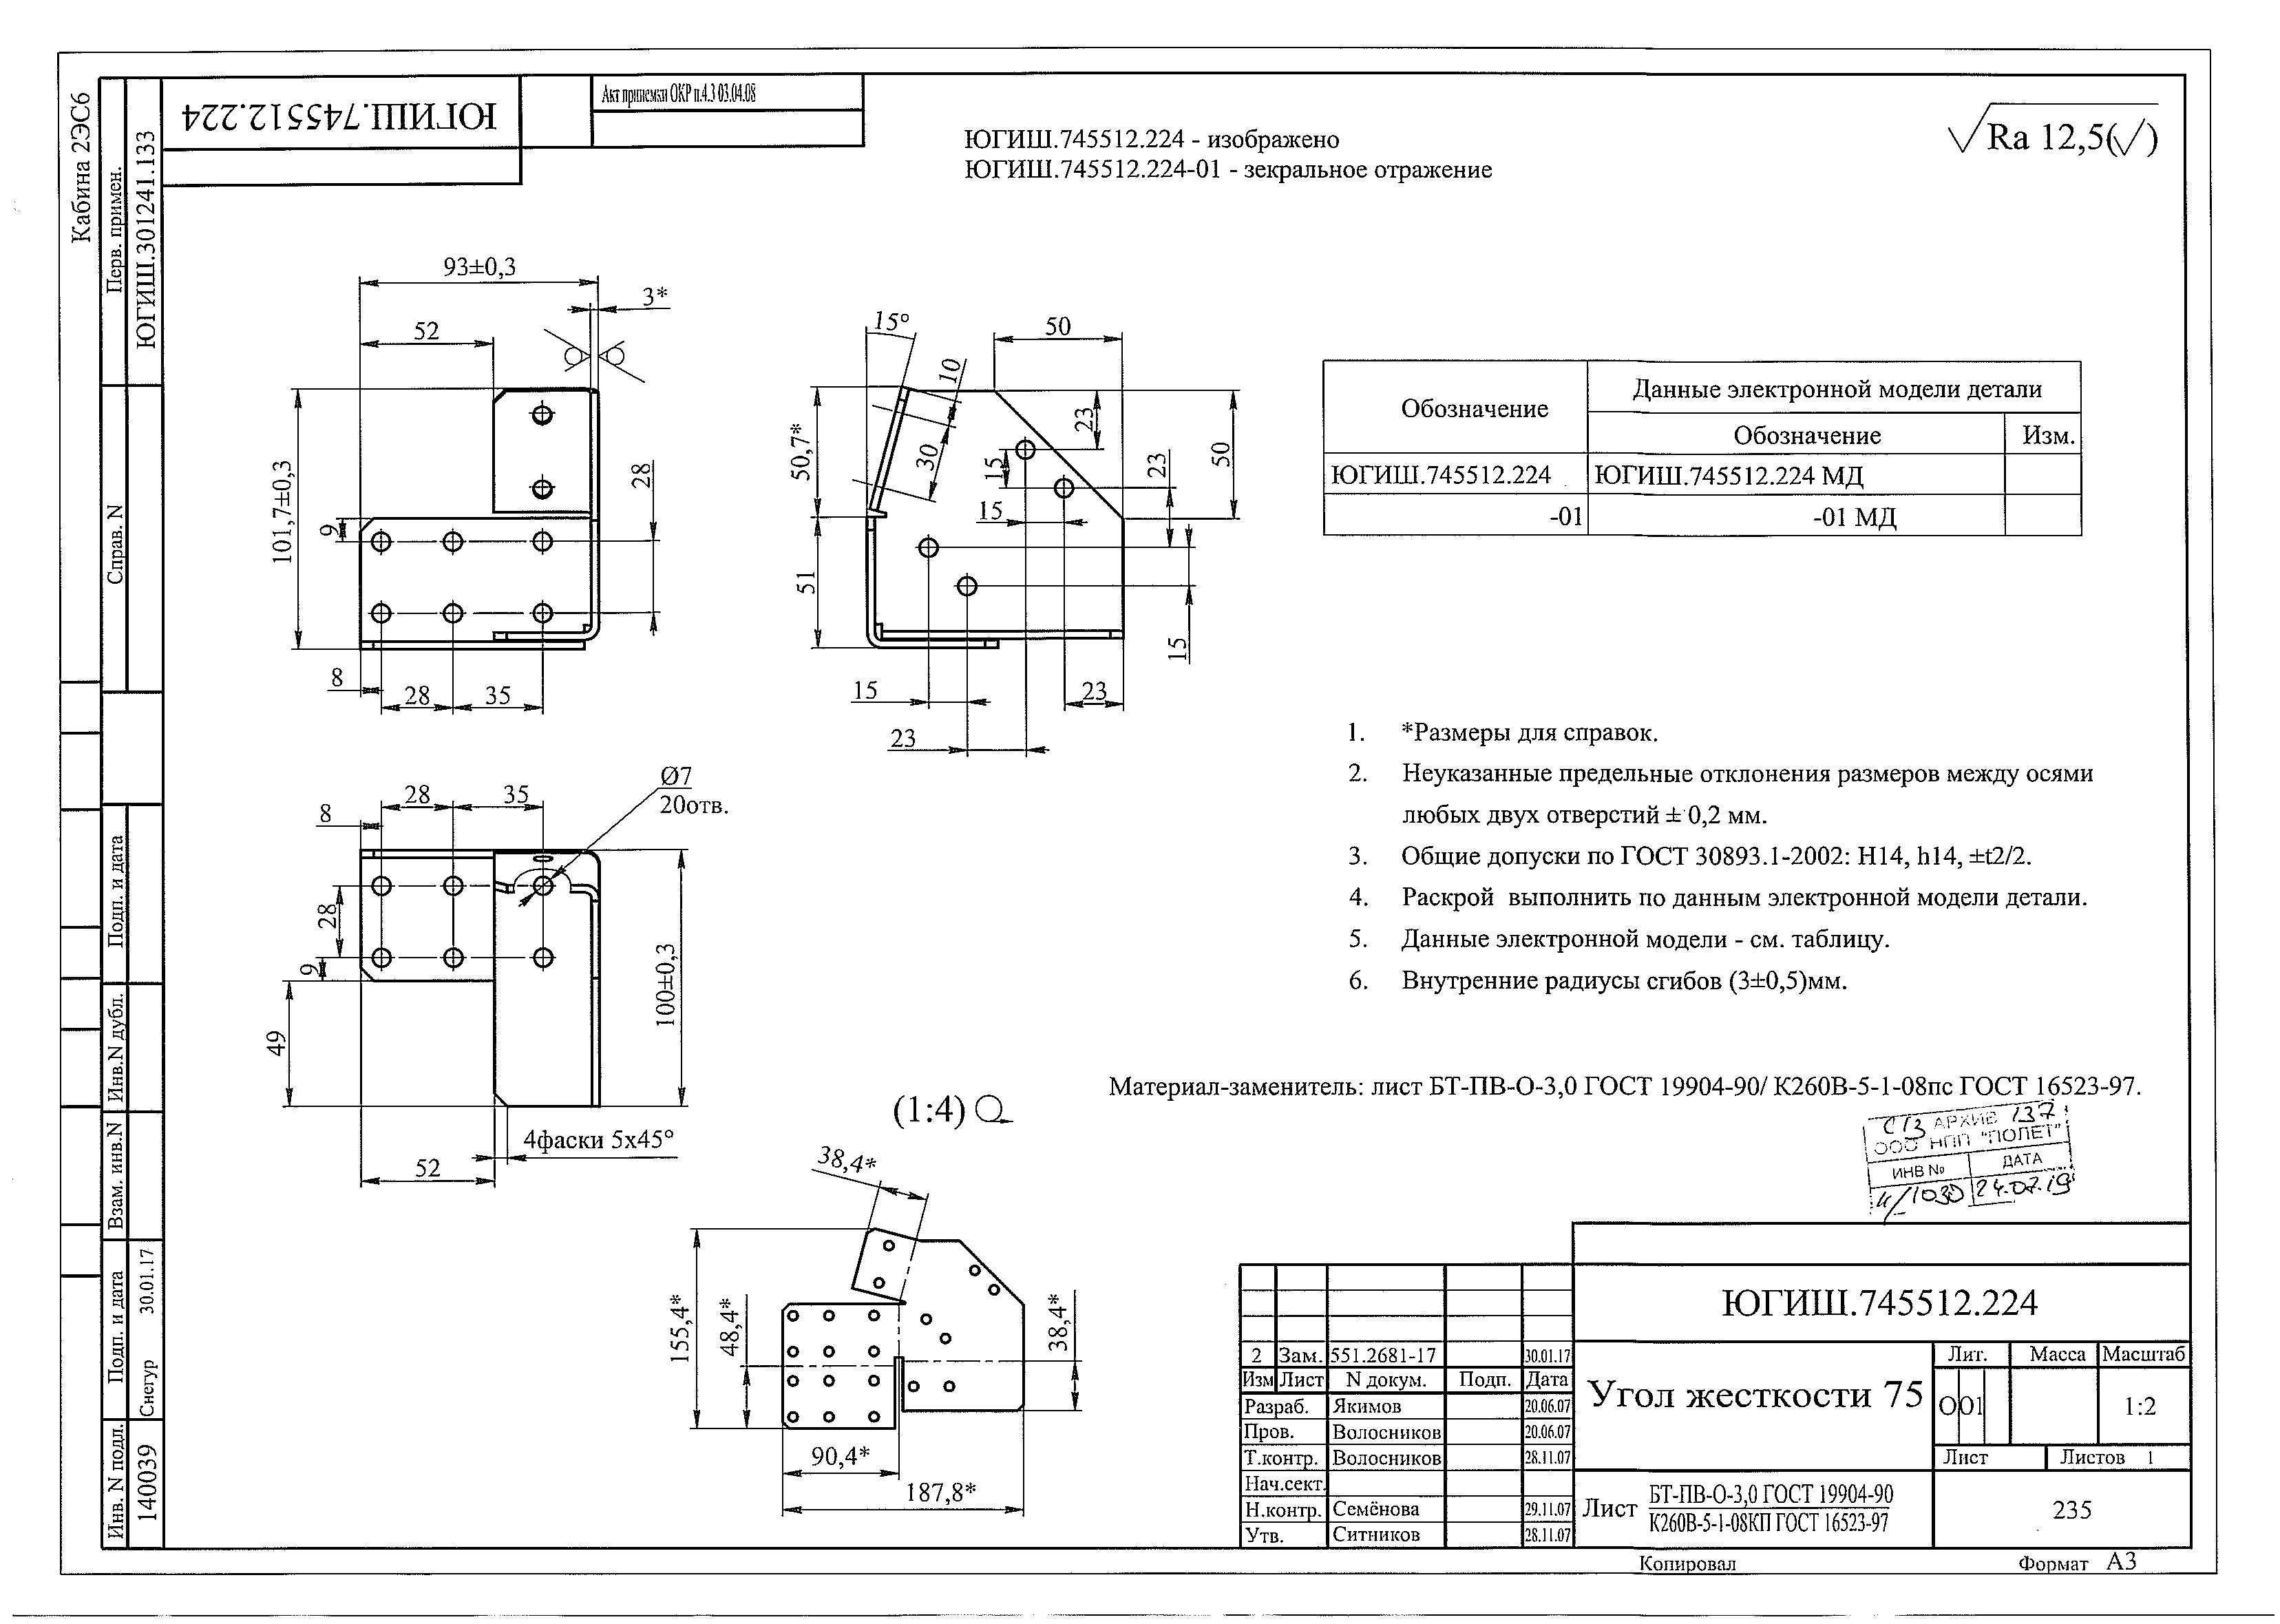 Кабина 2ЭС6
Перв. примен.
ЮГИШ.301241.133
Справ. N
Подп. и дата
Инв.N дубл.
Взам. инв.N
Подп. и дата
Снегур 30.01.17
Инв. N подл.
140039
ЮГИШ.745512.224
Акт приемки ОКР п.4.3 03.04.08
ЮГИШ.745512.224 - изображено
ЮГИШ.745512.224-01 - зекральное отражение
Ra 12,5(√)
93±0,3
3*
52
101,7±0,3
9
28
8
28
35
15°
50
10
30
50,7*
51
23
15
15
23
50
15
15
23
23
Обозначение
Данные электронной модели детали
Обозначение
Изм.
ЮГИШ.745512.224
ЮГИШ.745512.224 МД
-01
-01 МД
8
28
35
Ø7
20отв.
28
9
49
100±0,3
4фаски 5х45°
52
1. *Размеры для справок.
2. Неуказанные предельные отклонения размеров между осями
любых двух отверстий ± 0,2 мм.
3. Общие допуски по ГОСТ 30893.1-2002: H14, h14, ±t2/2.
4. Раскрой выполнить по данным электронной модели детали.
5. Данные электронной модели - см. таблицу.
6. Внутренние радиусы сгибов (3±0,5)мм.
Материал-заменитель: лист БТ-ПВ-О-3,0 ГОСТ 19904-90/ К260В-5-1-08пс ГОСТ 16523-97.
АРХИВ 137
ООО НПП "ПОЛЕТ"
ИНВ № ДАТА
4/1030 24.07.19
(1:4)
38,4*
155,4*
48,4*
38,4*
90,4*
187,8*
ЮГИШ.745512.224
2 Зам. 551.2681-17 30.01.17
Изм Лист N докум. Подп. Дата
Разраб. Якимов 20.06.07
Пров. Волосников 20.06.07
Т.контр. Волосников 28.11.07
Нач.сект.
Н.контр. Семёнова 29.11.07
Утв. Ситников 28.11.07
Угол жесткости 75
Лит. Масса Масштаб
О 01 1:2
Лист Листов 1
Лист БТ-ПВ-О-3,0 ГОСТ 19904-90
К260В-5-1-08КП ГОСТ 16523-97
235
Копировал Формат А3